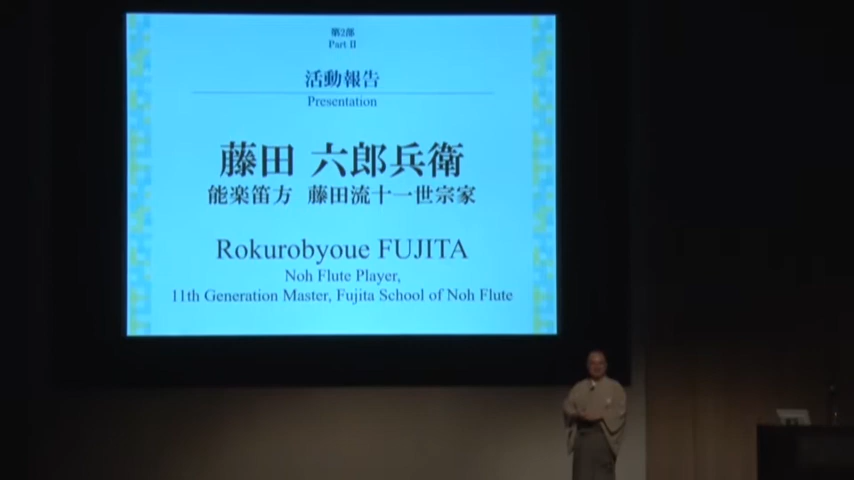 第2部
Part II
活動報告
Presentation
藤田 六郎兵衛
能楽笛方 藤田流十一世宗家
Rokurobyoue FUJITA
Noh Flute Player,
11th Generation Master, Fujita School of Noh Flute